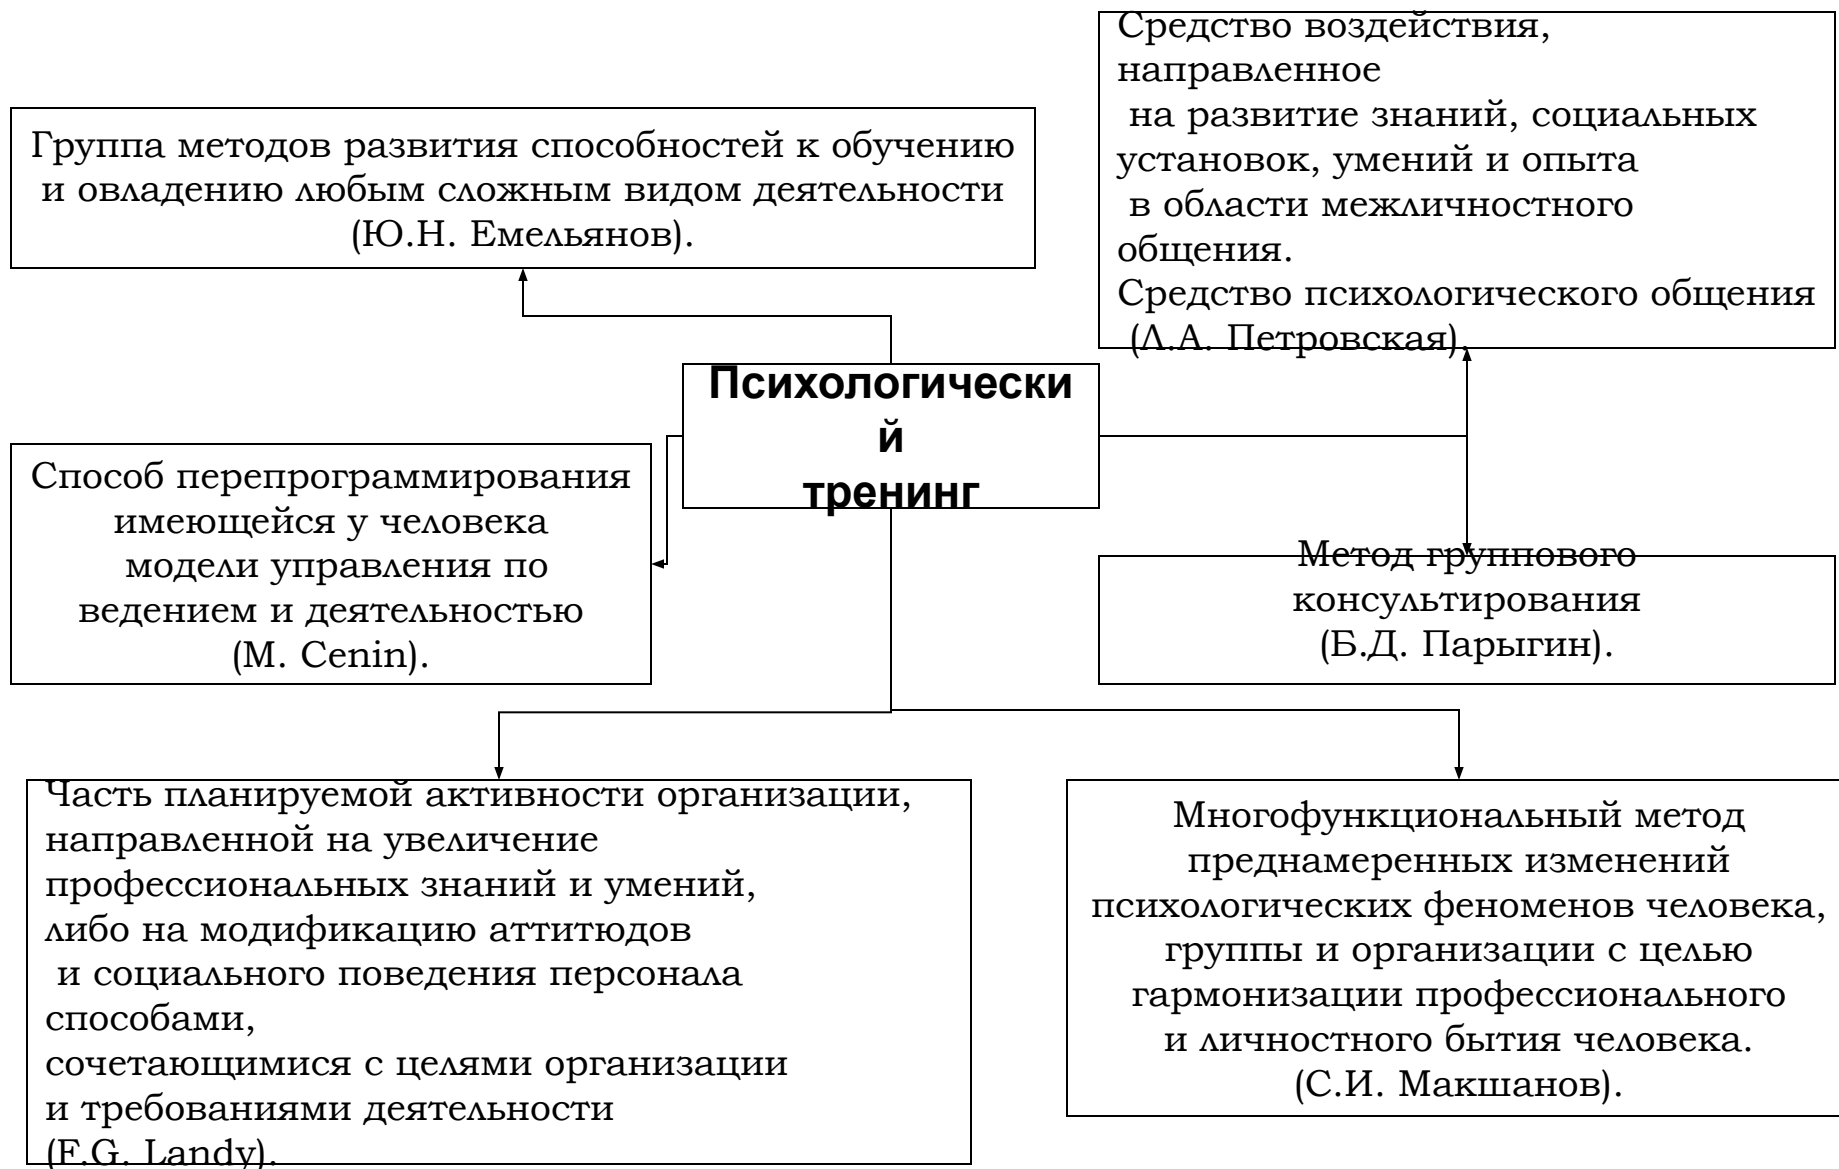 Группа методов развития способностей к обучению
и овладению любым сложным видом деятельности
(Ю.Н. Емельянов).
Средство воздействия,
направленное
на развитие знаний, социальных
установок, умений и опыта
в области межличностного
общения.
Средство психологического общения
(Л.А. Петровская).
Психологически
й
тренинг
Способ перепрограммирования
имеющейся у человека
модели управления по
ведением и деятельностью
(M. Cenin).
Метод группового
консультирования
(Б.Д. Парыгин).
Часть планируемой активности организации,
направленной на увеличение
профессиональных знаний и умений,
либо на модификацию аттитюдов
и социального поведения персонала
способами,
сочетающимися с целями организации
и требованиями деятельности
(F.G. Landy).
Многофункциональный метод
преднамеренных изменений
психологических феноменов человека,
группы и организации с целью
гармонизации профессионального
и личностного бытия человека.
(С.И. Макшанов).